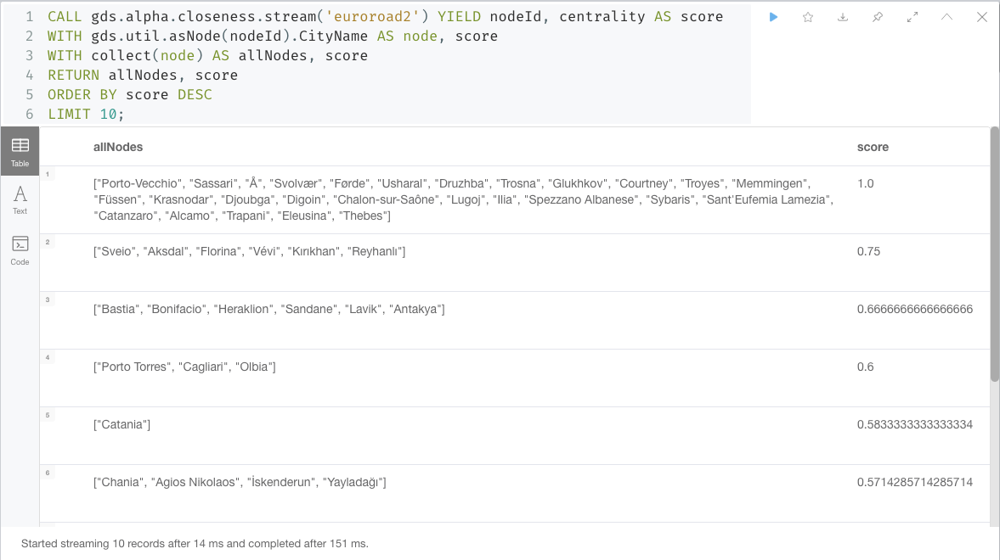 1 CALL gds.alpha.closeness.stream('euroroad2') YIELD nodeId, centrality AS score
2 WITH gds.util.asNode(nodeId).CityName AS node, score
3 WITH collect(node) AS allNodes, score
4 RETURN allNodes, score
5 ORDER BY score DESC
6 LIMIT 10;
Table
Text
Code
allNodes score
1
["Porto-Vecchio", "Sassari", "Å", "Svolvær", "Førde", "Usharal", "Druzhba", "Trosna", "Glukhkov", "Courtney", "Troyes", "Memmingen", 1.0
"Füssen", "Krasnodar", "Djoubga", "Digoin", "Chalon-sur-Saône", "Lugoj", "Ilia", "Spezzano Albanese", "Sybaris", "Sant'Eufemia Lamezia",
"Catanzaro", "Alcamo", "Trapani", "Eleusina", "Thebes"]
2
["Sveio", "Aksdal", "Florina", "Vévi", "Kırıkhan", "Reyhanlı"] 0.75
3
["Bastia", "Bonifacio", "Heraklion", "Sandane", "Lavik", "Antakya"] 0.6666666666666666
4
["Porto Torres", "Cagliari", "Olbia"] 0.6
5
["Catania"] 0.5833333333333334
6
["Chania", "Agios Nikolaos", "İskenderun", "Yayladağı"] 0.5714285714285714
Started streaming 10 records after 14 ms and completed after 151 ms.